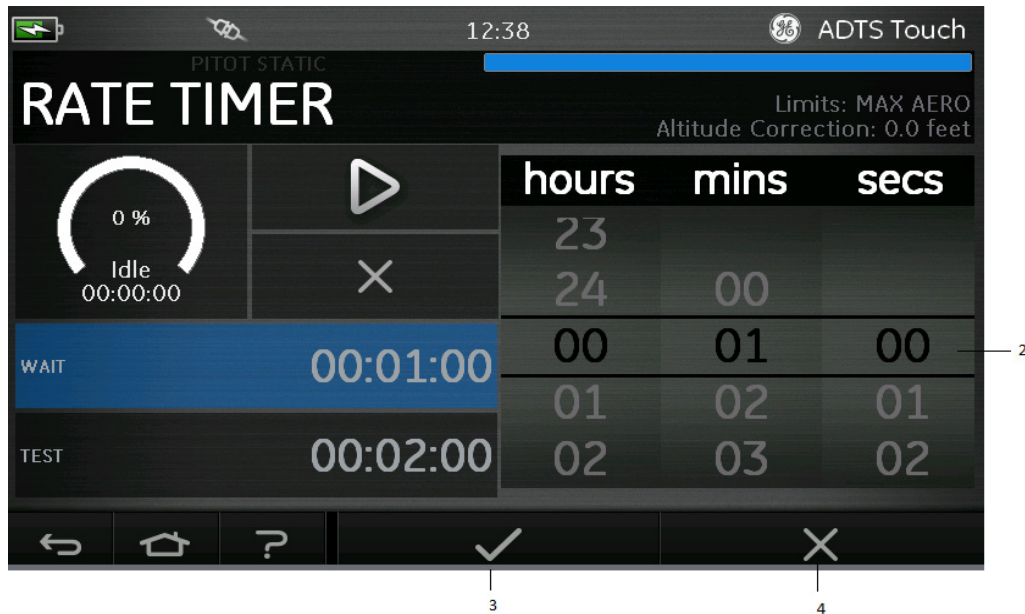 12:38
ADTS Touch
PITOT STATIC
RATE TIMER
Limits: MAX AERO
Altitude Correction: 0.0 feet
0 %
Idle
00:00:00
hours mins secs
23
24 00
00 01 00
01 02 01
02 03 02
WAIT 00:01:00
TEST 00:02:00
?
2
3
4